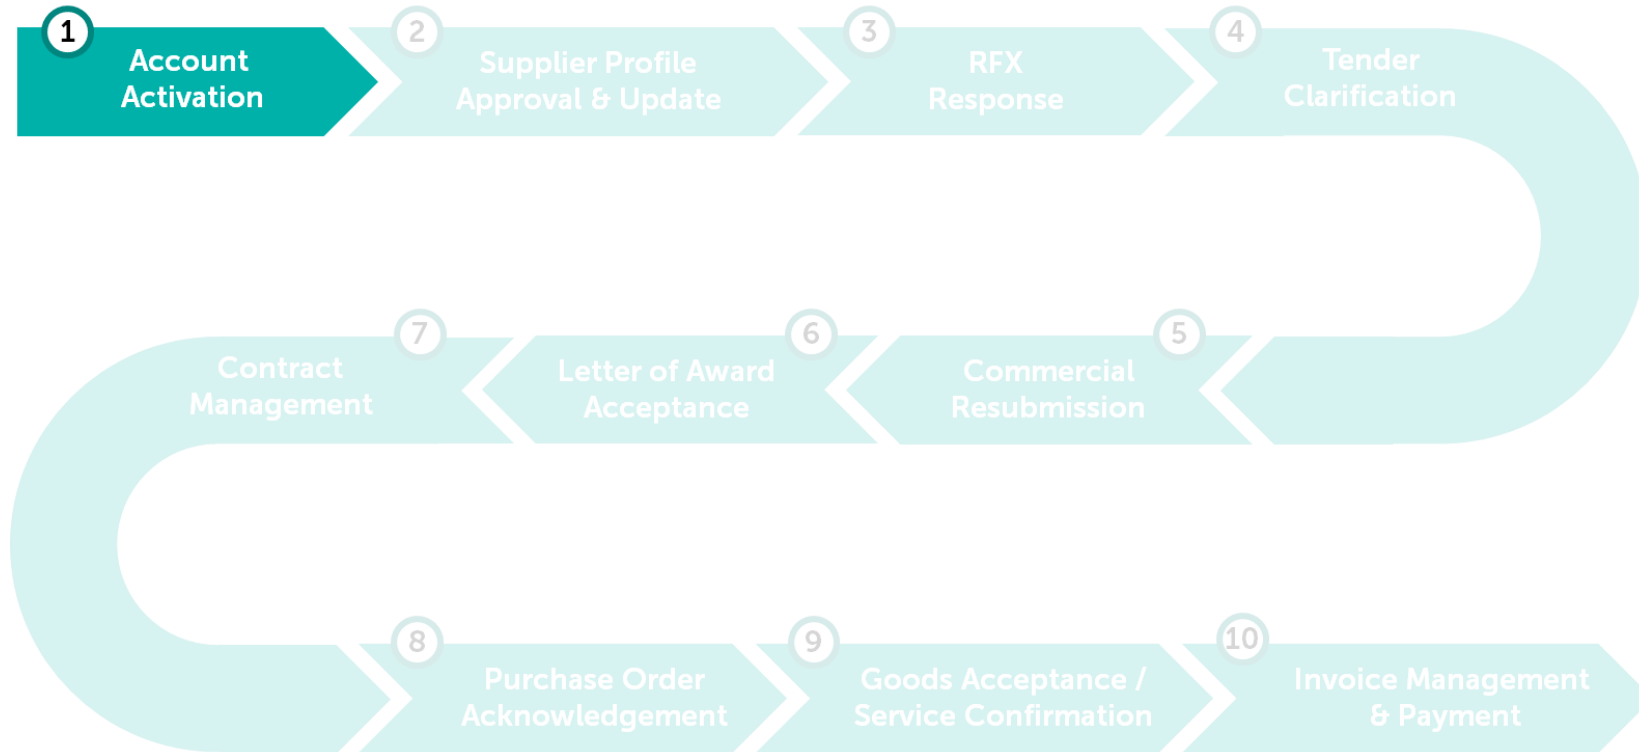 1
Account
Activation
2
Supplier Profile
Approval & Update
3
RFX
Response
4
Tender
Clarification
5
Commercial
Resubmission
6
Letter of Award
Acceptance
7
Contract
Management
8
Purchase Order
Acknowledgement
9
Goods Acceptance /
Service Confirmation
10
Invoice Management
& Payment